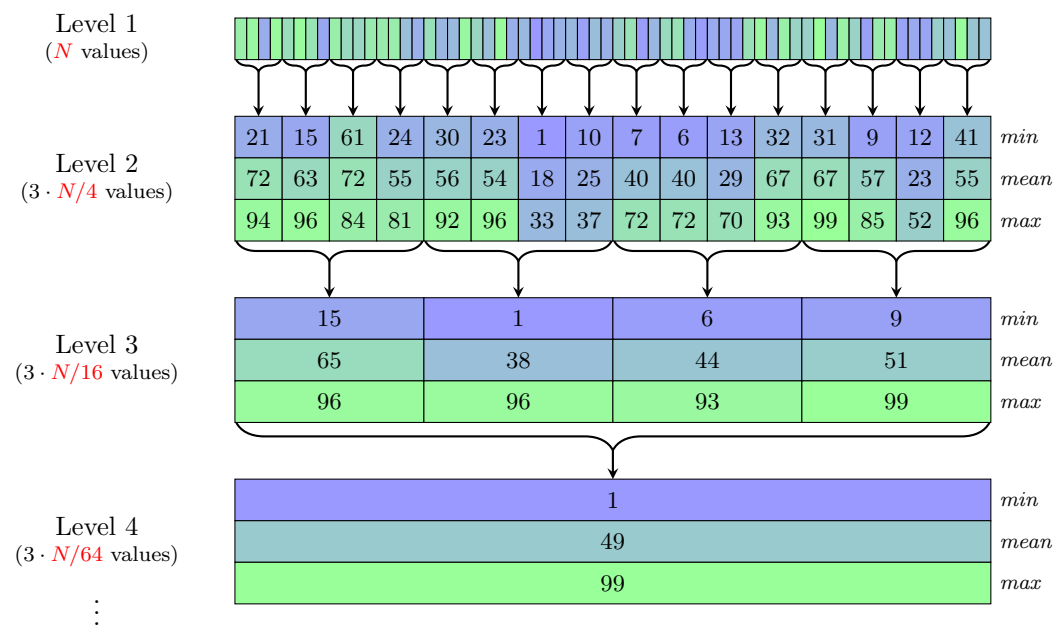 Level 1
(N values)
21 15 61 24 30 23 1 10 7 6 13 32 31 9 12 41 min
Level 2
(3 · N/4 values)
72 63 72 55 56 54 18 25 40 40 29 67 67 57 23 55 mean
94 96 84 81 92 96 33 37 72 72 70 93 99 85 52 96 max
15 1 6 9 min
Level 3
(3 · N/16 values)
65 38 44 51 mean
96 96 93 99 max
1 min
Level 4
(3 · N/64 values)
49 mean
99 max
⋮